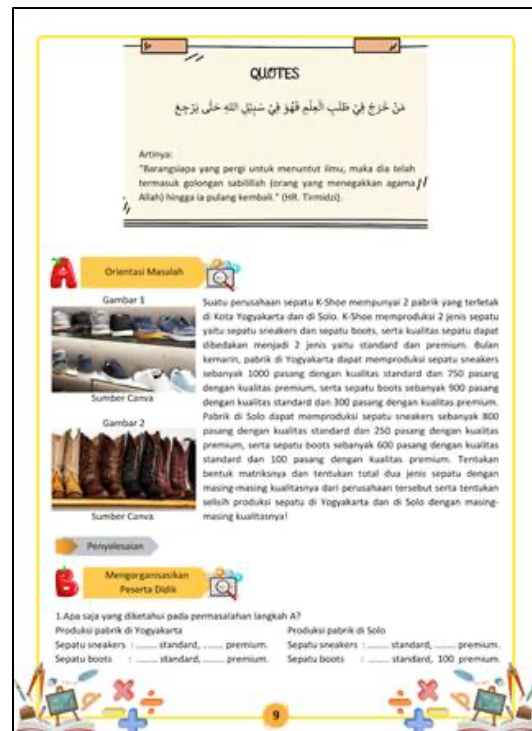 QUOTES
مَنْ خَرَجَ فِيْ طَلَبِ الْعِلْمِ فَهُوَ فِيْ سَبِيْلِ اللهِ حَتَّى يَرْجِعَ
Artinya:
"Barangsiapa yang pergi untuk menuntut ilmu, maka dia telah
termasuk golongan sabilillah (orang yang menegakkan agama
Allah) hingga ia pulang kembali." (HR. Tirmidzi).
A
Orientasi Masalah
Gambar 1
Sumber Canva
Gambar 2
Sumber Canva
Suatu perusahaan sepatu K-Shoe mempunyai 2 pabrik yang terletak
di Kota Yogyakarta dan di Solo. K-Shoe memproduksi 2 jenis sepatu
yaitu sepatu sneakers dan sepatu boots, serta kualitas sepatu dapat
dibedakan menjadi 2 jenis yaitu standard dan premium. Bulan
kemarin, pabrik di Yogyakarta dapat memproduksi sepatu sneakers
sebanyak 1000 pasang dengan kualitas standard dan 750 pasang
dengan kualitas premium, serta sepatu boots sebanyak 900 pasang
dengan kualitas standard dan 300 pasang dengan kualitas premium.
Pabrik di Solo dapat memproduksi sepatu sneakers sebanyak 800
pasang dengan kualitas standard dan 250 pasang dengan kualitas
premium, serta sepatu boots sebanyak 600 pasang dengan kualitas
standard dan 100 pasang dengan kualitas premium. Tentukan
bentuk matriksnya dan tentukan total dua jenis sepatu dengan
masing-masing kualitasnya dari perusahaan tersebut serta tentukan
selisih produksi sepatu di Yogyakarta dan di Solo dengan masing-
masing kualitasnya!
Penyelesaian
B
Mengorganisasikan
Peserta Didik
1.Apa saja yang diketahui pada permasalahan langkah A?
Produksi pabrik di Yogyakarta
Sepatu sneakers : ........ standard, ........ premium.
Sepatu boots : ........ standard, ........ premium.
Produksi pabrik di Solo
Sepatu sneakers : ........ standard, ........ premium.
Sepatu boots : ........ standard, 100 premium.
9